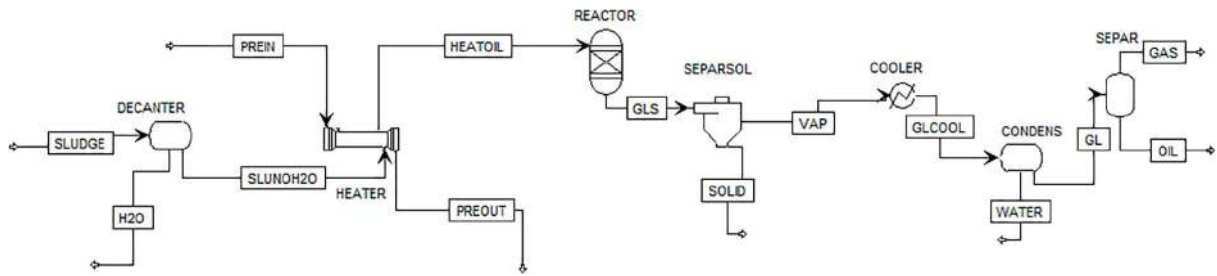 REACTOR
PREIN
HEATOIL
SEPAR
GAS
SEPARSOL
COOLER
DECANTER
GLS
VAP
GLCOOL
CONDENS
GL
SLUDGE
OIL
SLUNOH2O
HEATER
SOLID
H2O
PREOUT
WATER